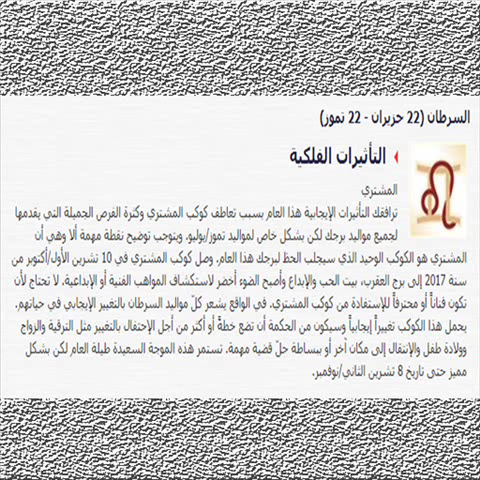 السرطان (22 حزيران - 22 تموز)
التأثيرات الفلكية
المشتري
ترافقك التأثيرات الإيجابية هذا العام بسبب تعاطف كوكب المشتري وكثرة الفرص الجميلة التي يقدمها
لجميع مواليد برجك لكن بشكل خاص لمواليد تموز/يوليو. ويتوجب توضيح نقطة مهمة ألا وهي أن
المشتري هو الكوكب الوحيد الذي سيجلب الحظ لبرجك هذا العام. وصل كوكب المشتري في 10 تشرين الأول/أكتوبر من
سنة 2017 إلى برج العقرب، بيت الحب والإبداع وأصبح الضوء أخضر لاستكشاف المواهب الفنية أو الإبداعية. لا تحتاج لأن
تكون فناناً أو محترفاً للإستفادة من كوكب المشتري. في الواقع يشعر كلّ مواليد السرطان بالتغيير الإيجابي في حياتهم.
يحمل هذا الكوكب تغييراً إيجابياً وسيكون من الحكمة أن تضع خطةً أو أكثر من أجل الإحتفال بالتغيير مثل الترقية والزواج
وولادة طفل والإنتقال إلى مكان آخر أو ببساطة حلّ قضية مهمة. تستمر هذه الموجة السعيدة طيلة العام لكن بشكل
مميز حتى تاريخ 8 تشرين الثاني/نوفمبر.